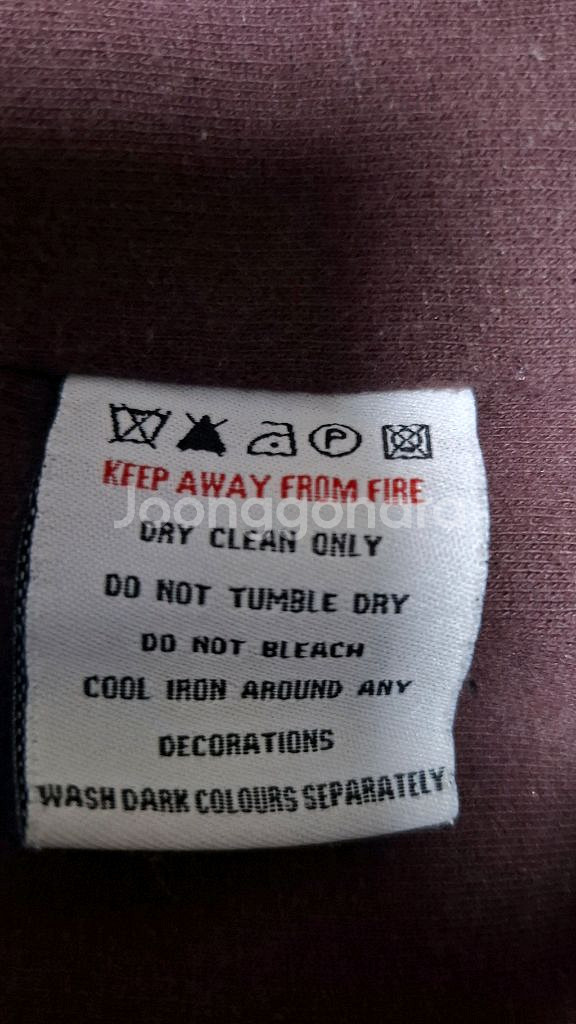 P
KEEP AWAY FROM FIRE
Joonggonara
DRY CLEAN ONLY
DO NOT TUMBLE DRY
DO NOT BLEACH
COOL IRON AROUND ANY
DECORATIONS
WASH DARK COLOURS SEPARATELY